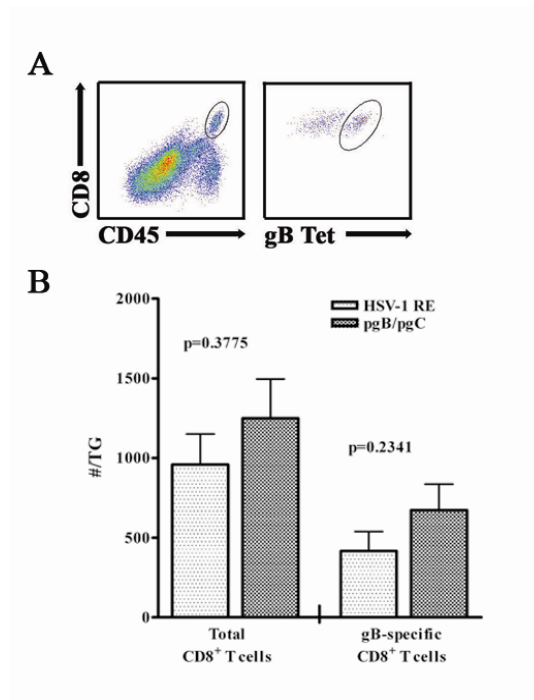 A
CD8
CD45
gB Tet
B
2000
1500
1000
500
0
#/TG
HSV-1 RE
pgB/pgC
p=0.3775
p=0.2341
Total
CD8⁺ T cells
gB-specific
CD8⁺ T cells